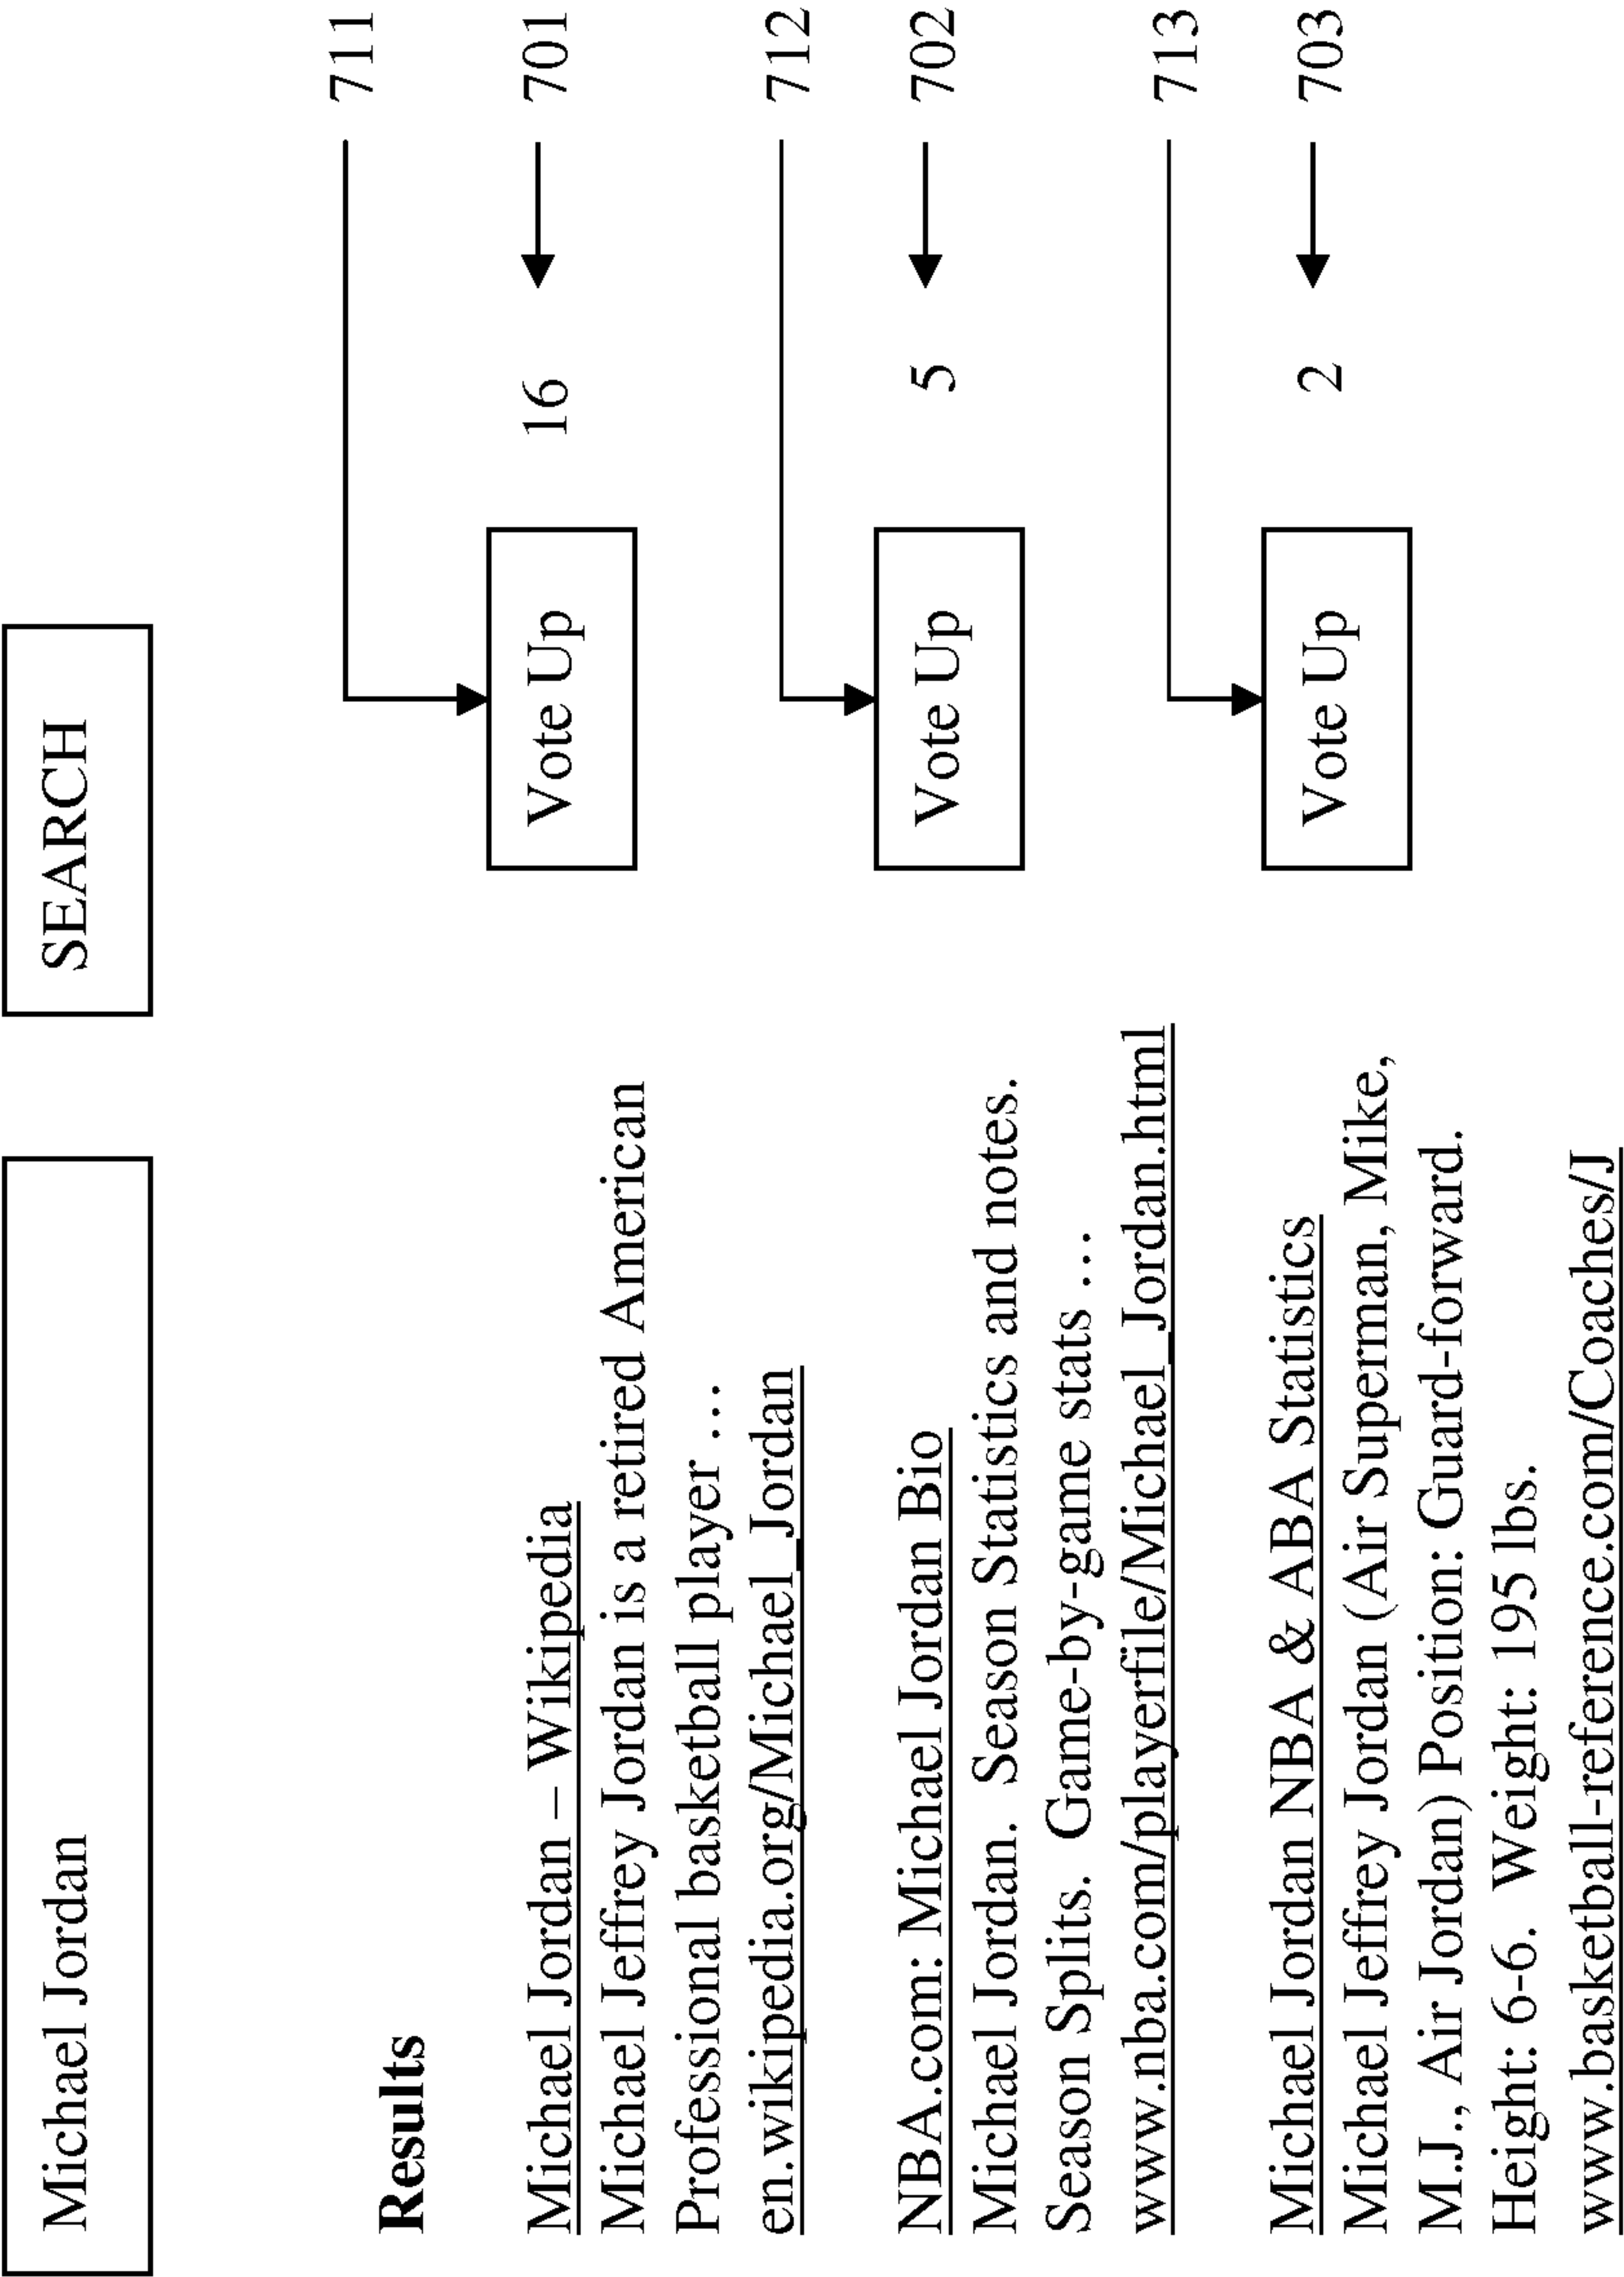 Michael Jordan SEARCH
Results
711
Michael Jordan – Wikipedia Vote Up 16 701
Michael Jeffrey Jordan is a retired American
Professional basketball player …
en.wikipedia.org/Michael_Jordan
712
NBA.com: Michael Jordan Bio Vote Up 5 702
Michael Jordan. Season Statistics and notes.
Season Splits. Game-by-game stats …
www.nba.com/playerfile/Michael_Jordan.html
713
Michael Jordan NBA & ABA Statistics Vote Up 2 703
Michael Jeffrey Jordan (Air Superman, Mike,
M.J., Air Jordan) Position: Guard-forward.
Height: 6-6. Weight: 195 lbs.
www.basketball-reference.com/Coaches/J